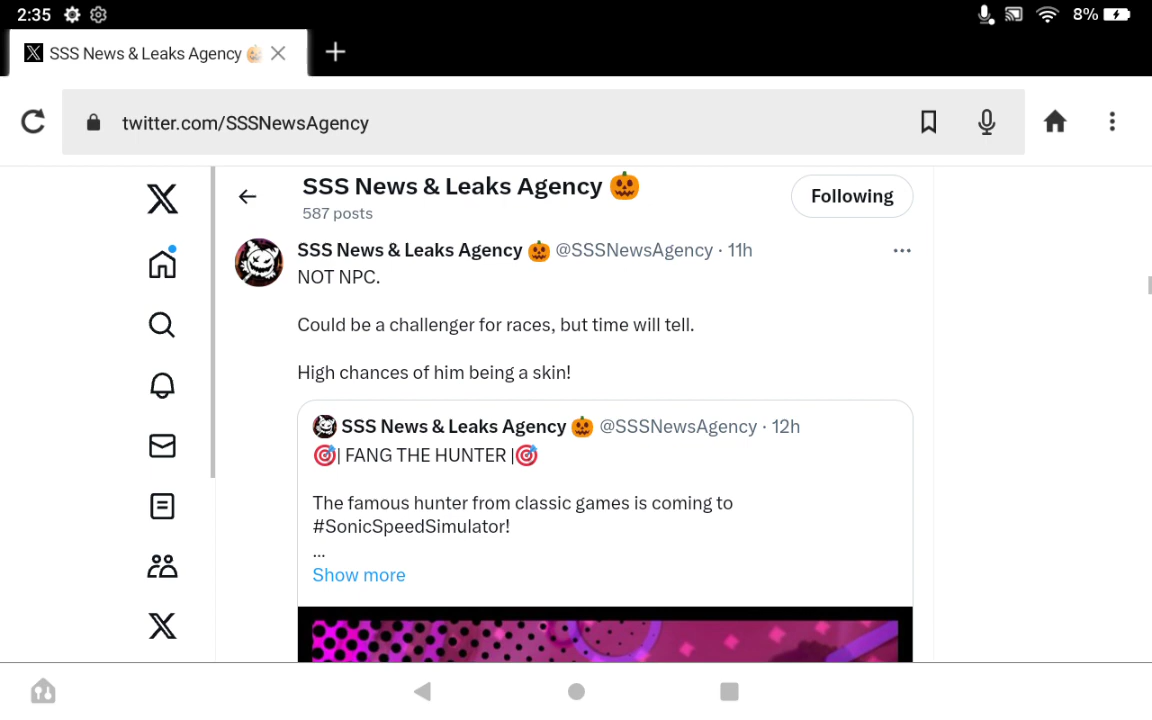 2:35
8%
SSS News & Leaks Agency
twitter.com/SSSNewsAgency
SSS News & Leaks Agency 🎃
587 posts
Following
SSS News & Leaks Agency 🎃 @SSSNewsAgency · 11h
NOT NPC.
Could be a challenger for races, but time will tell.
High chances of him being a skin!
SSS News & Leaks Agency 🎃 @SSSNewsAgency · 12h
🎯| FANG THE HUNTER |🎯
The famous hunter from classic games is coming to
#SonicSpeedSimulator!
...
Show more